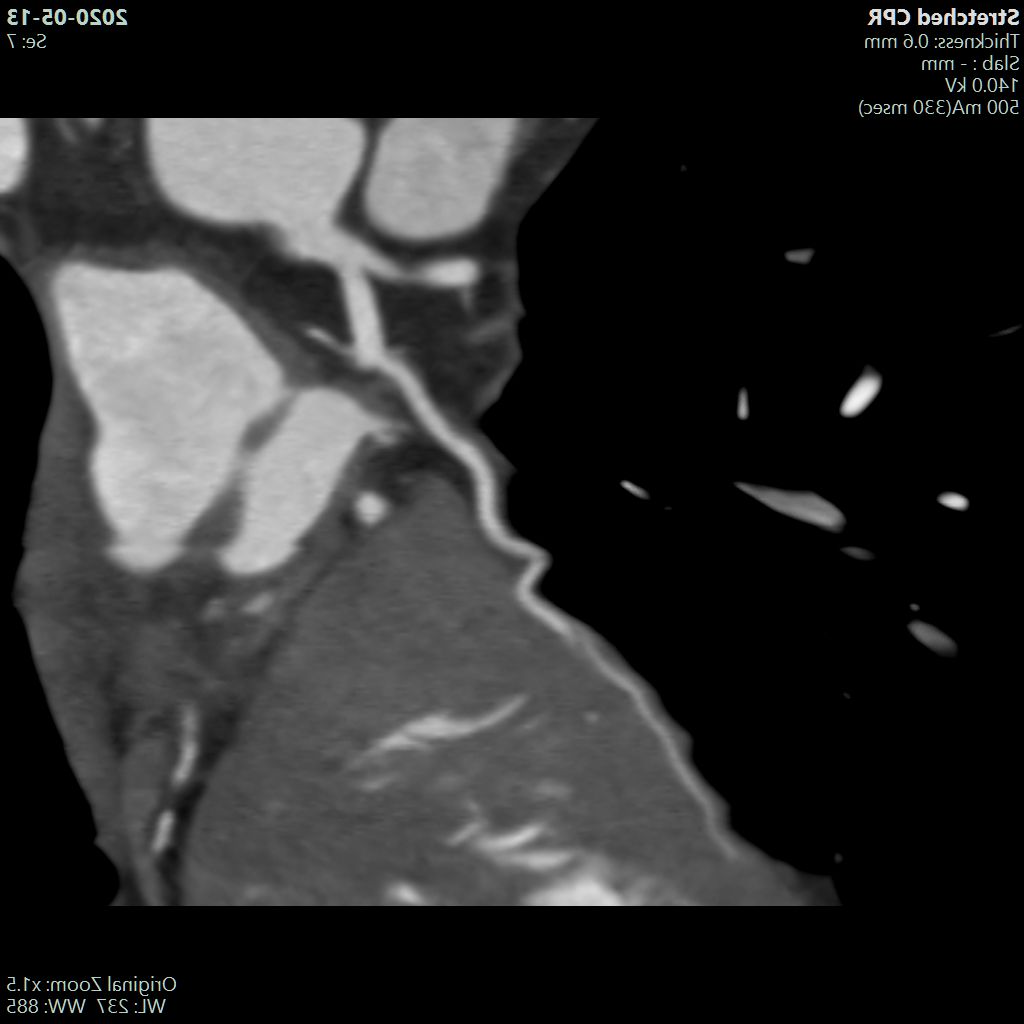 Stretched CPR
Thickness: 0.6 mm
Slab : - mm
140.0 kV
500 mA(330 msec)
2020-05-13
Se: 7
Original Zoom: x1.5
WL: 237 WW: 885